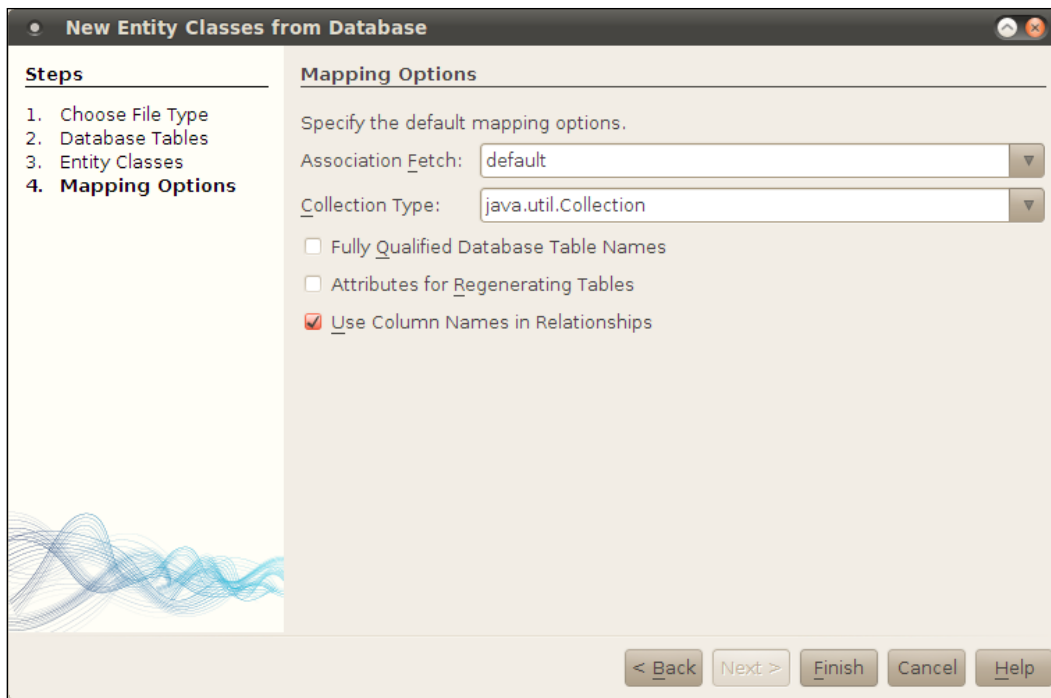 New Entity Classes from Database
Steps
1. Choose File Type
2. Database Tables
3. Entity Classes
4. Mapping Options
Mapping Options
Specify the default mapping options.
Association Fetch: default
Collection Type: java.util.Collection
Fully Qualified Database Table Names
Attributes for Regenerating Tables
Use Column Names in Relationships
< Back Next > Finish Cancel Help